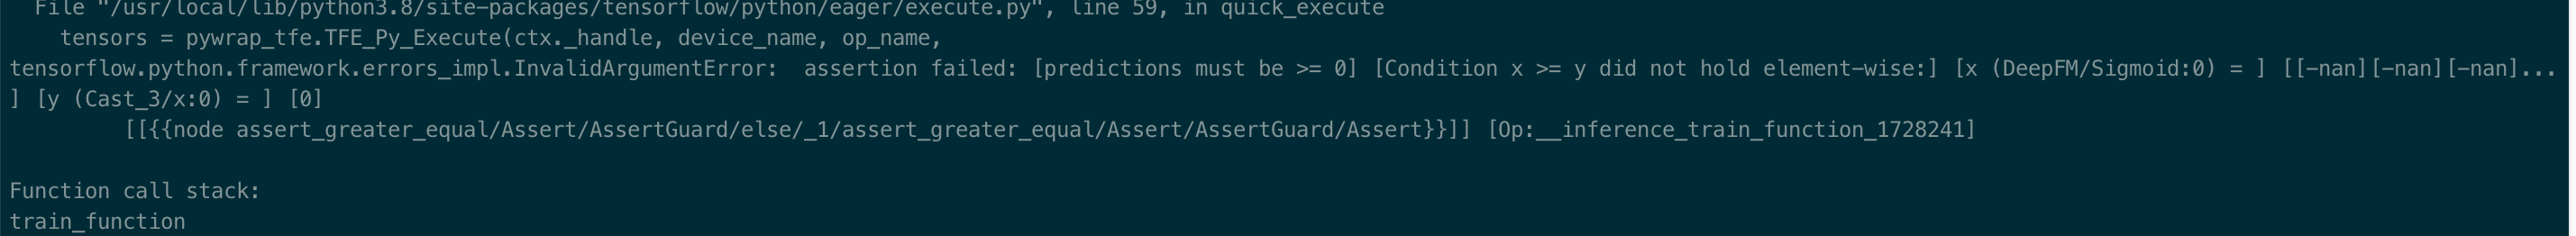 File "/usr/local/lib/python3.8/site-packages/tensorflow/python/eager/execute.py", line 59, in quick_execute
tensors = pywrap_tfe.TFE_Py_Execute(ctx._handle, device_name, op_name,
tensorflow.python.framework.errors_impl.InvalidArgumentError:  assertion failed: [predictions must be >= 0] [Condition x >= y did not hold element-wise:] [x (DeepFM/Sigmoid:0) = ] [[-nan][-nan][-nan]...
] [y (Cast_3/x:0) = ] [0]
[[{{node assert_greater_equal/Assert/AssertGuard/else/_1/assert_greater_equal/Assert/AssertGuard/Assert}}]] [Op:__inference_train_function_1728241]
Function call stack:
train_function